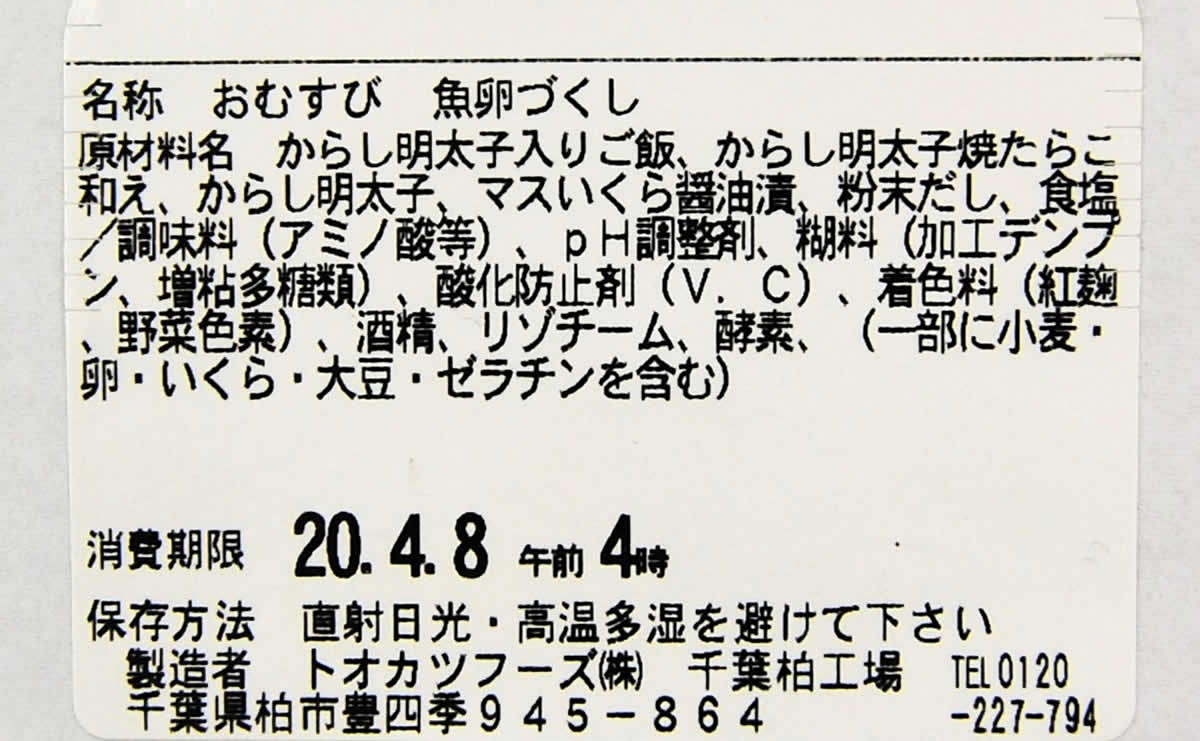 名称　おむすび　魚卵づくし
原材料名　からし明太子入りご飯、からし明太子焼たらこ
和え、からし明太子、マスいくら醤油漬、粉末だし、食塩
／調味料（アミノ酸等）、ｐＨ調整剤、糊料（加工デンプ
ン、増粘多糖類）、酸化防止剤（Ｖ．Ｃ）、着色料（紅麹
、野菜色素）、酒精、リゾチーム、酵素、（一部に小麦・
卵・いくら・大豆・ゼラチンを含む）
消費期限　20.4.8　午前 4時
保存方法　直射日光・高温多湿を避けて下さい
製造者　トオカツフーズ㈱　千葉柏工場　TEL0120
千葉県柏市豊四季９４５－８６４　-227-794